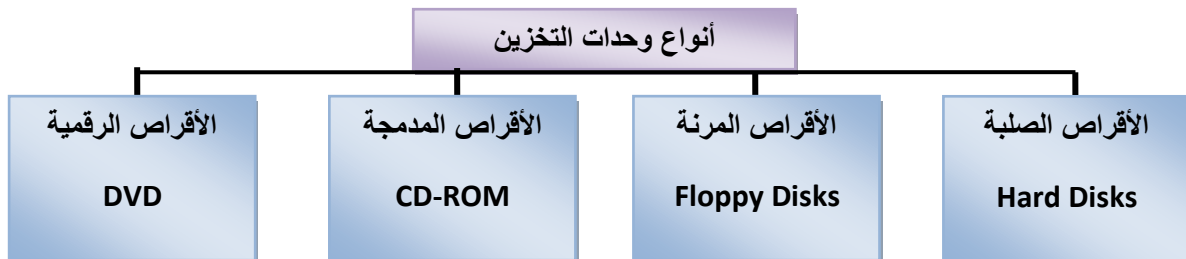 أنواع وحدات التخزين
الأقراص الصلبة
Hard Disks
الأقراص المرنة
Floppy Disks
الأقراص المدمجة
CD-ROM
الأقراص الرقمية
DVD